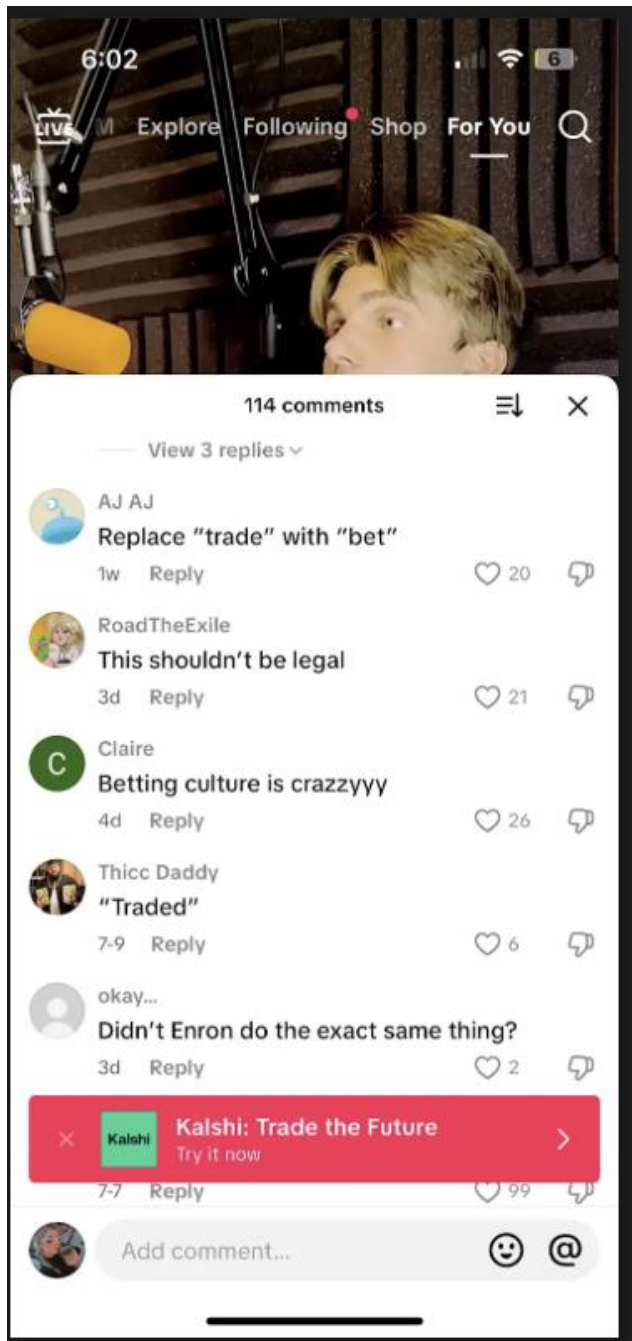 6:02
6
LIVE M Explore Following Shop For You
114 comments
View 3 replies
AJ AJ
Replace “trade” with “bet”
1w Reply 20
RoadTheExile
This shouldn’t be legal
3d Reply 21
C
Claire
Betting culture is crazzyyy
4d Reply 26
Thicc Daddy
“Traded”
7-9 Reply 6
okay...
Didn’t Enron do the exact same thing?
3d Reply 2
Kalshi
Kalshi: Trade the Future
Try it now
7-7 Reply 99
Add comment...
@